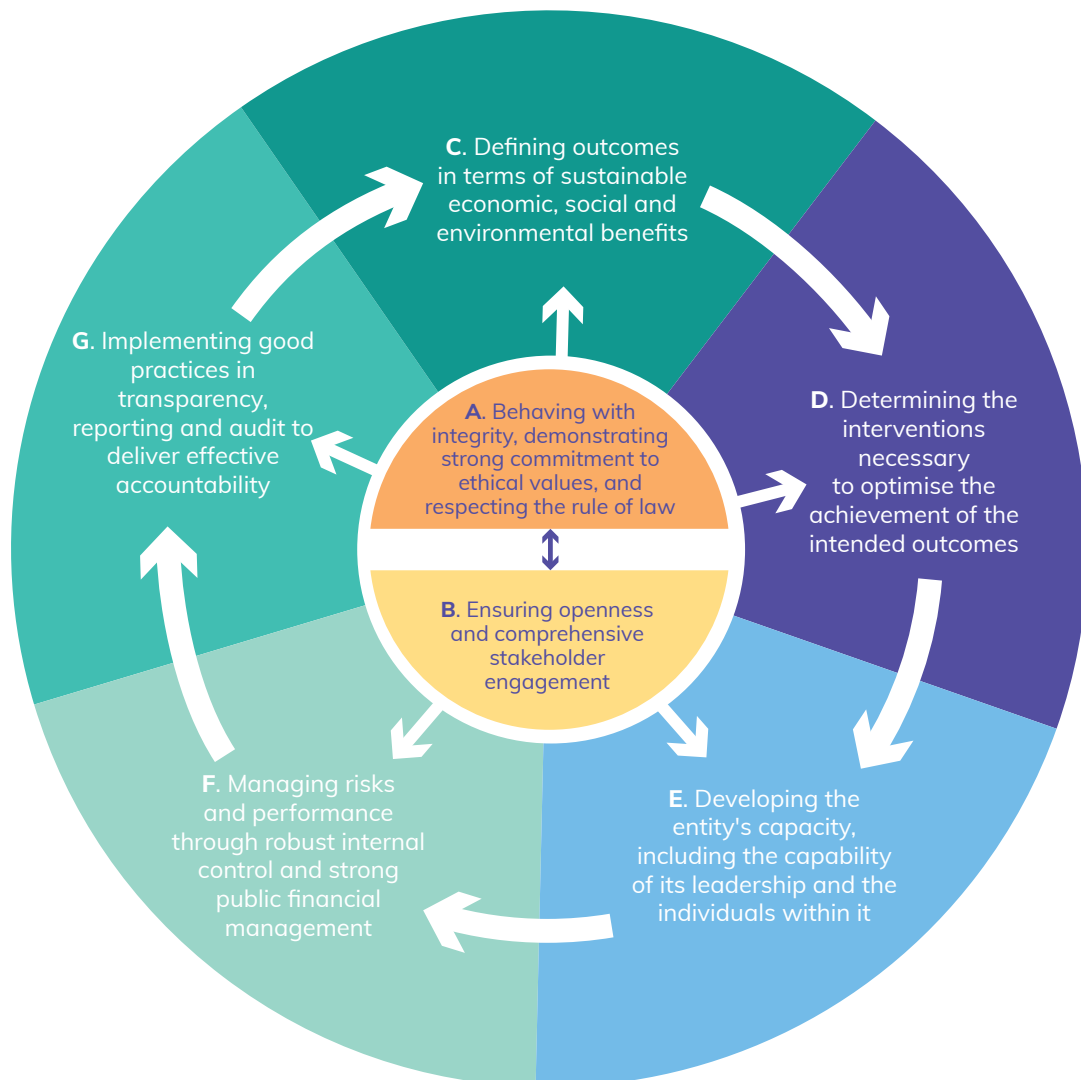 C. Defining outcomes
in terms of sustainable
economic, social and
environmental benefits
G. Implementing good
practices in
transparency,
reporting and audit to
deliver effective
accountability
A. Behaving with
integrity, demonstrating
strong commitment to
ethical values, and
respecting the rule of law
D. Determining the
interventions
necessary
to optimise the
achievement of the
intended outcomes
B. Ensuring openness
and comprehensive
stakeholder
engagement
F. Managing risks
and performance
through robust internal
control and strong
public financial
management
E. Developing the
entity's capacity,
including the capability
of its leadership and the
individuals within it